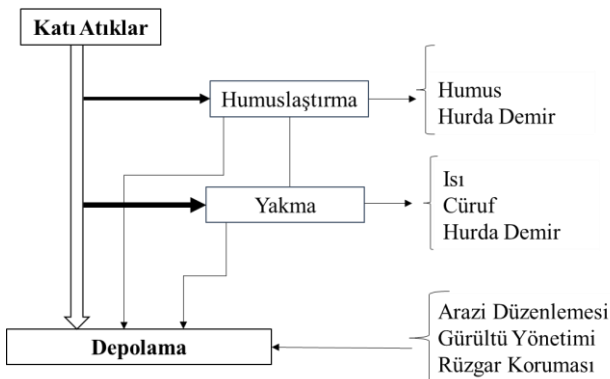 Katı Atıklar
Humuslaştırma
Humus
Hurda Demir
Yakma
Isı
Cüruf
Hurda Demir
Depolama
Arazi Düzenlemesi
Gürültü Yönetimi
Rüzgar Koruması